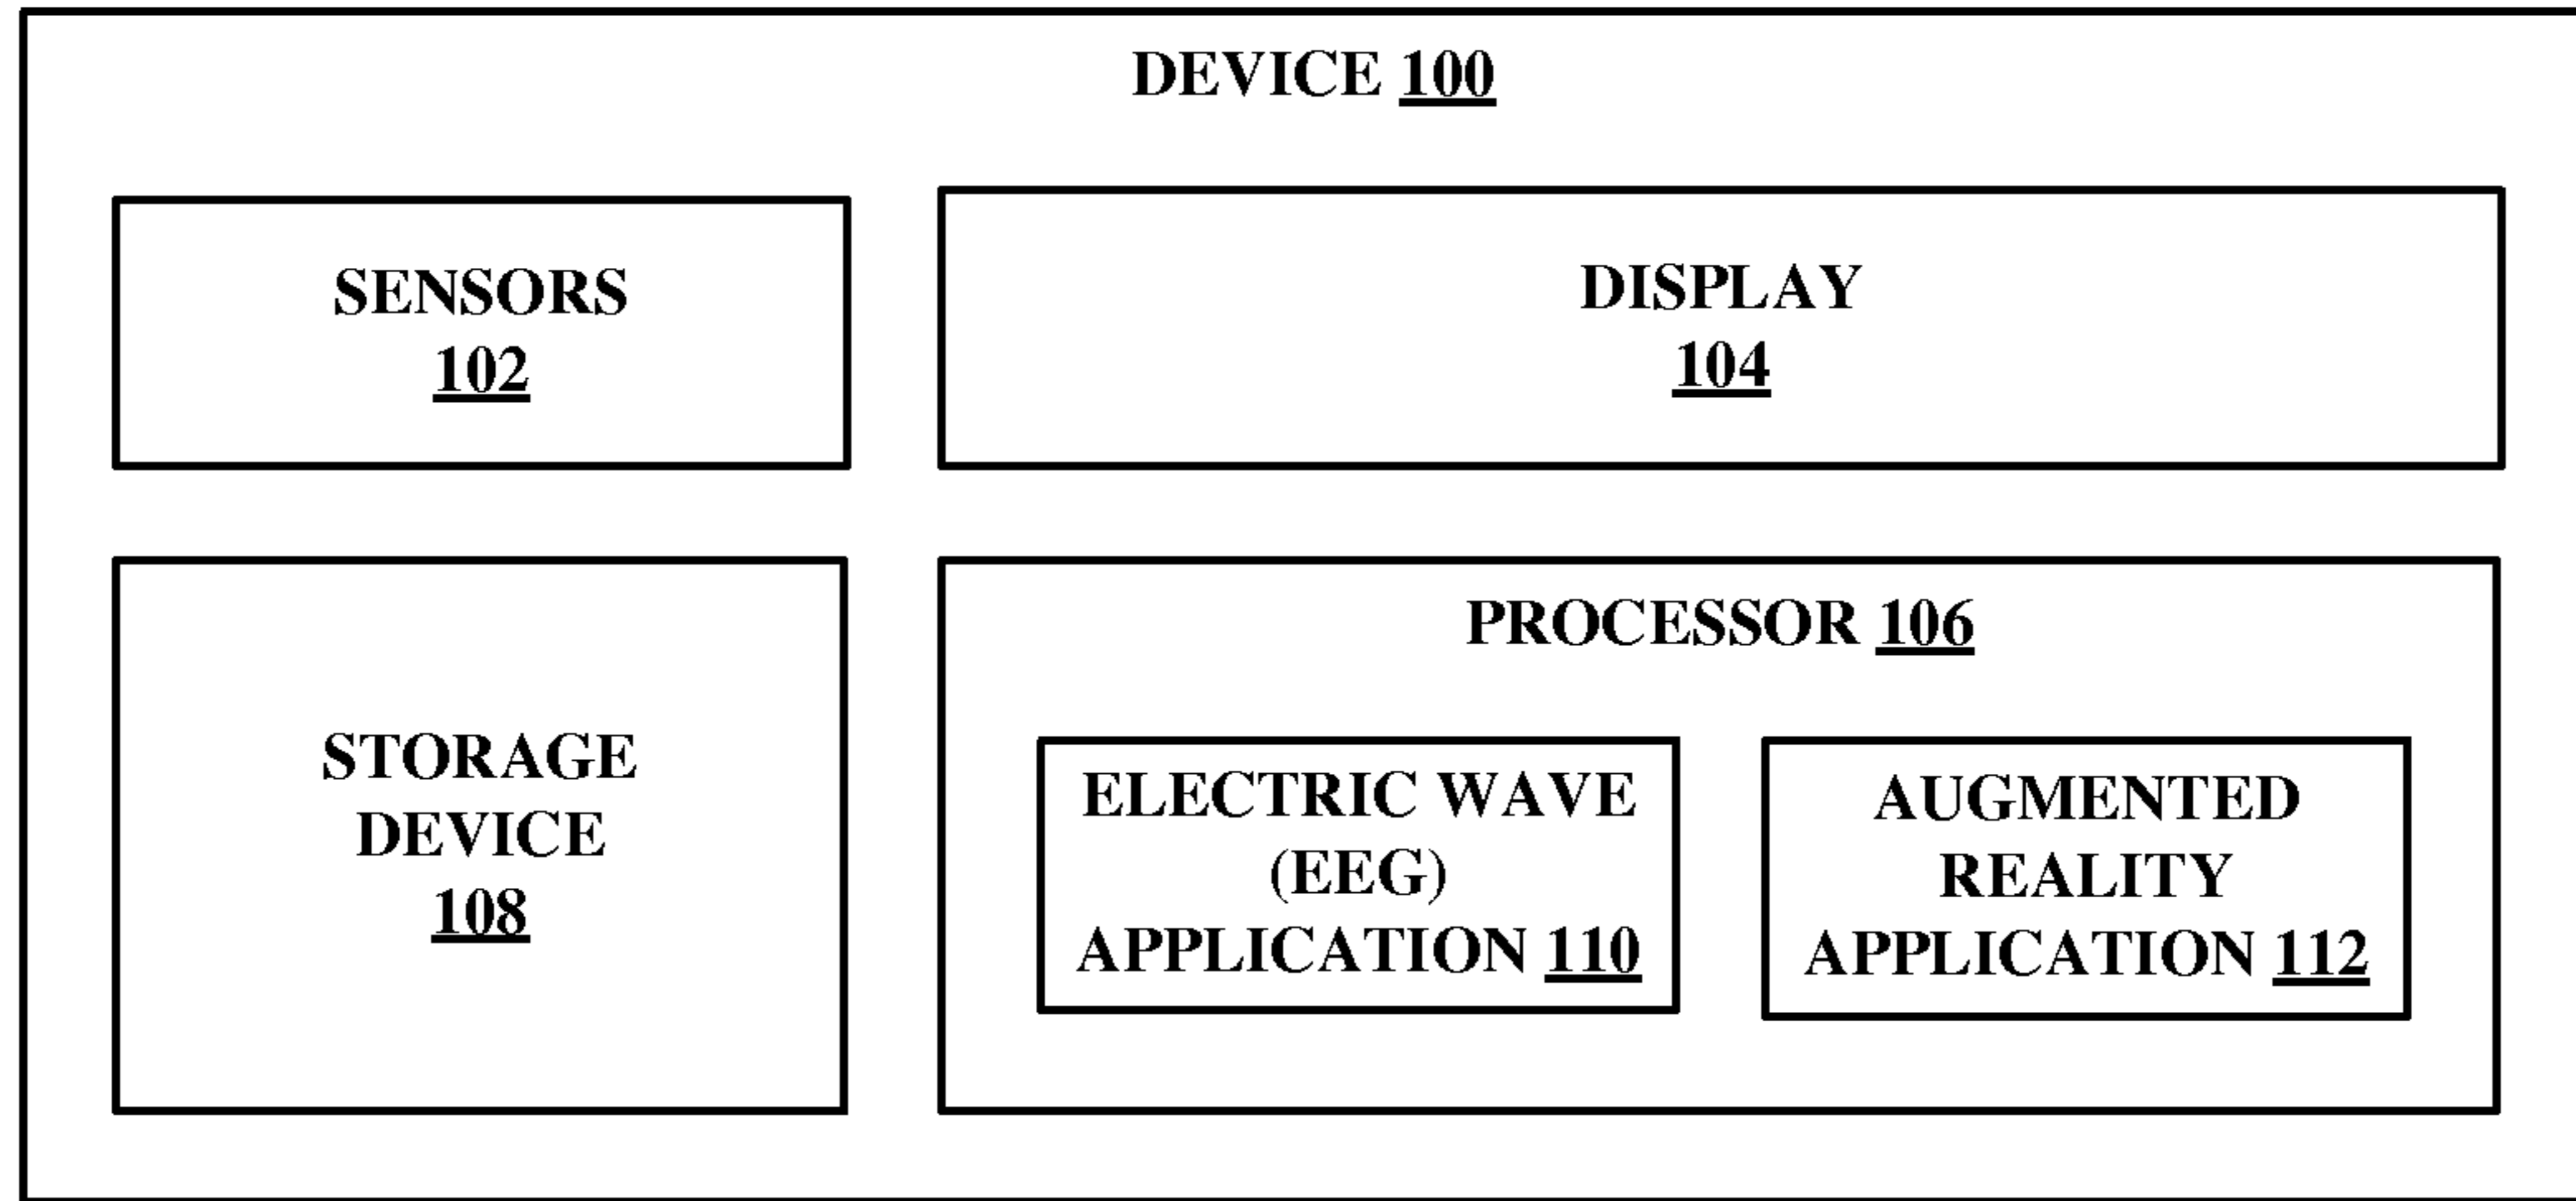 DEVICE 100
SENSORS
102
DISPLAY
104
STORAGE
DEVICE
108
PROCESSOR 106
ELECTRIC WAVE
(EEG)
APPLICATION 110
AUGMENTED
REALITY
APPLICATION 112